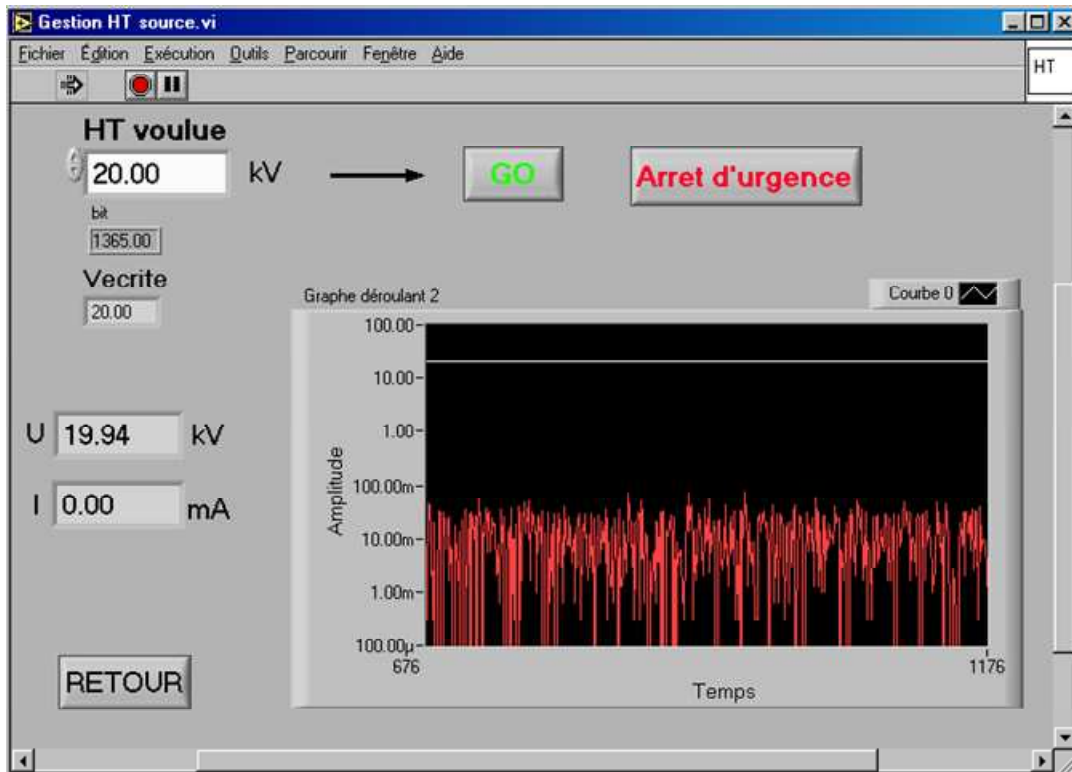 Gestion HT source.vi
Fichier Édition Exécution Outils Parcourir Fenêtre Aide
HT
HT voulue
20.00 kV
GO
Arret d'urgence
bit
1365.00
Vecrite
20.00
Graphe déroulant 2
Courbe 0
100.00
10.00
1.00
100.00m
10.00m
1.00m
100.00µ
Amplitude
676
1176
Temps
U 19.94 kV
I 0.00 mA
RETOUR